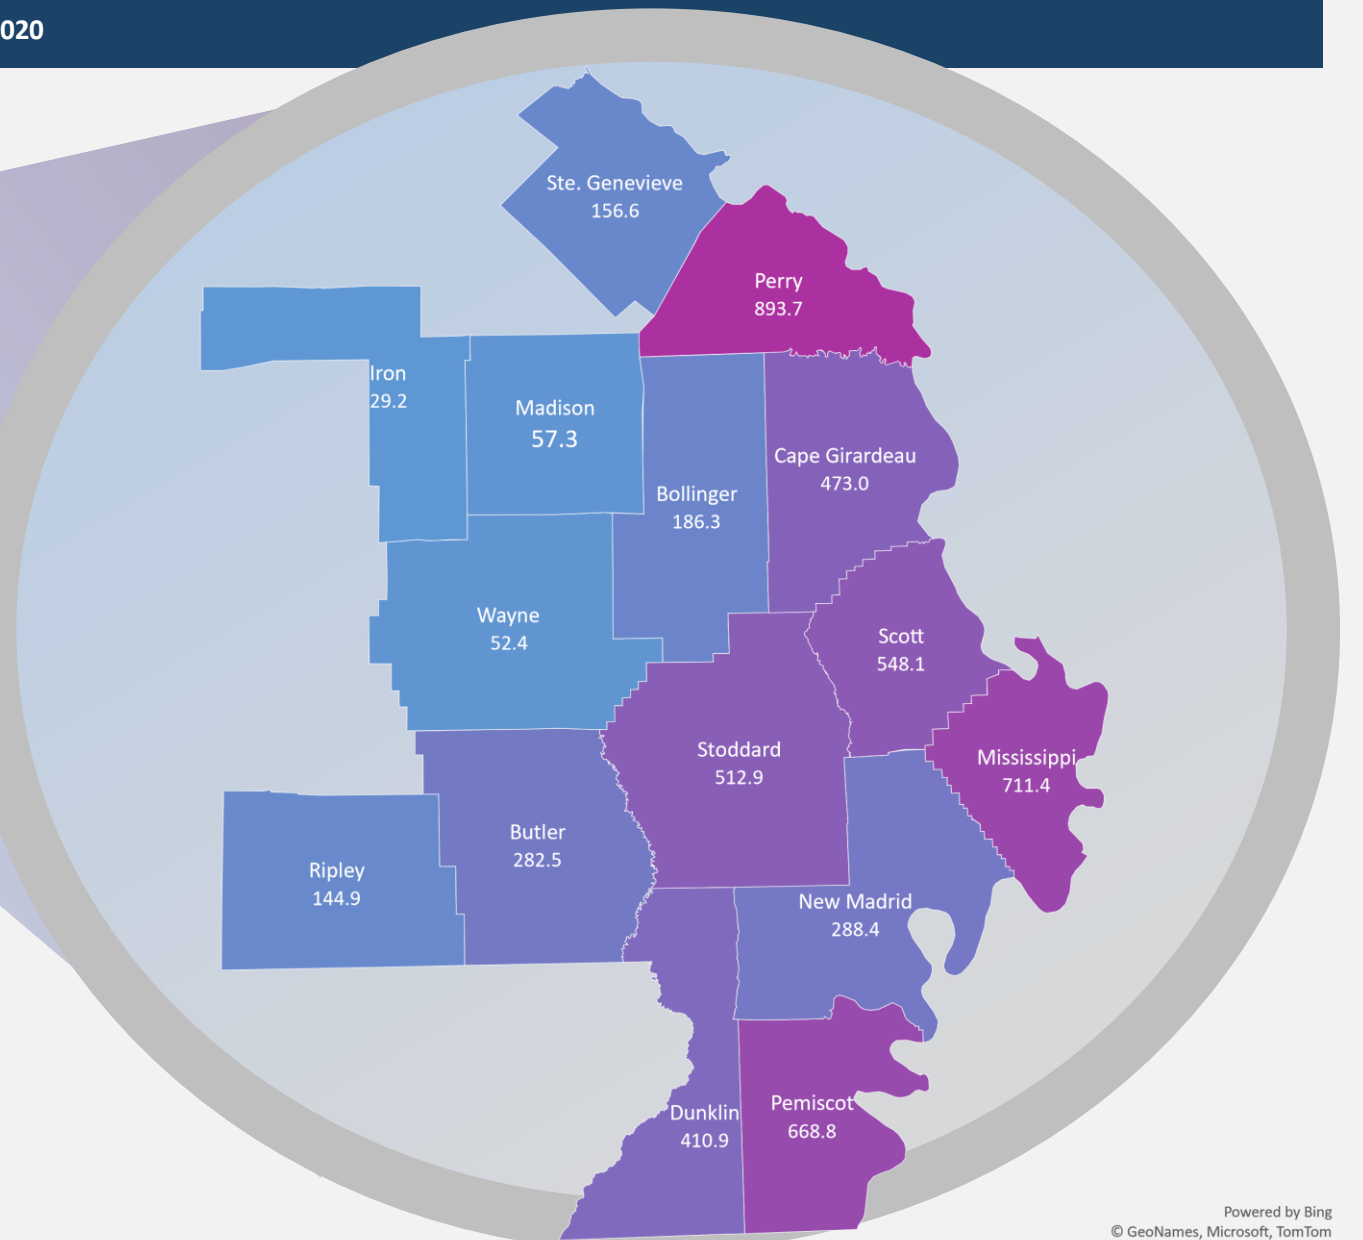 020
Ste. Genevieve
156.6
Perry
893.7
Iron
29.2
Madison
57.3
Cape Girardeau
473.0
Bollinger
186.3
Wayne
52.4
Scott
548.1
Stoddard
512.9
Mississippi
711.4
Butler
282.5
Ripley
144.9
New Madrid
288.4
Dunklin
410.9
Pemiscot
668.8
Powered by Bing
© GeoNames, Microsoft, TomTom